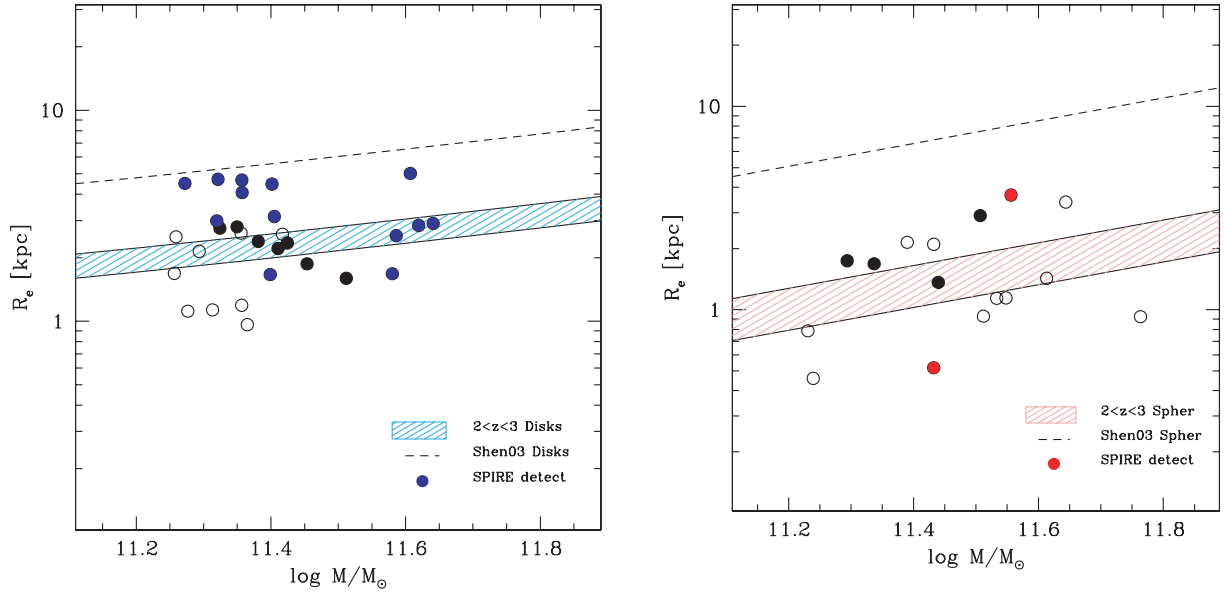 10
1
R_e [kpc]
2<z<3 Disks
Shen03 Disks
SPIRE detect
11.2 11.4 11.6 11.8
log M/M_⊙
10
1
R_e [kpc]
2<z<3 Spher
Shen03 Spher
SPIRE detect
11.2 11.4 11.6 11.8
log M/M_⊙